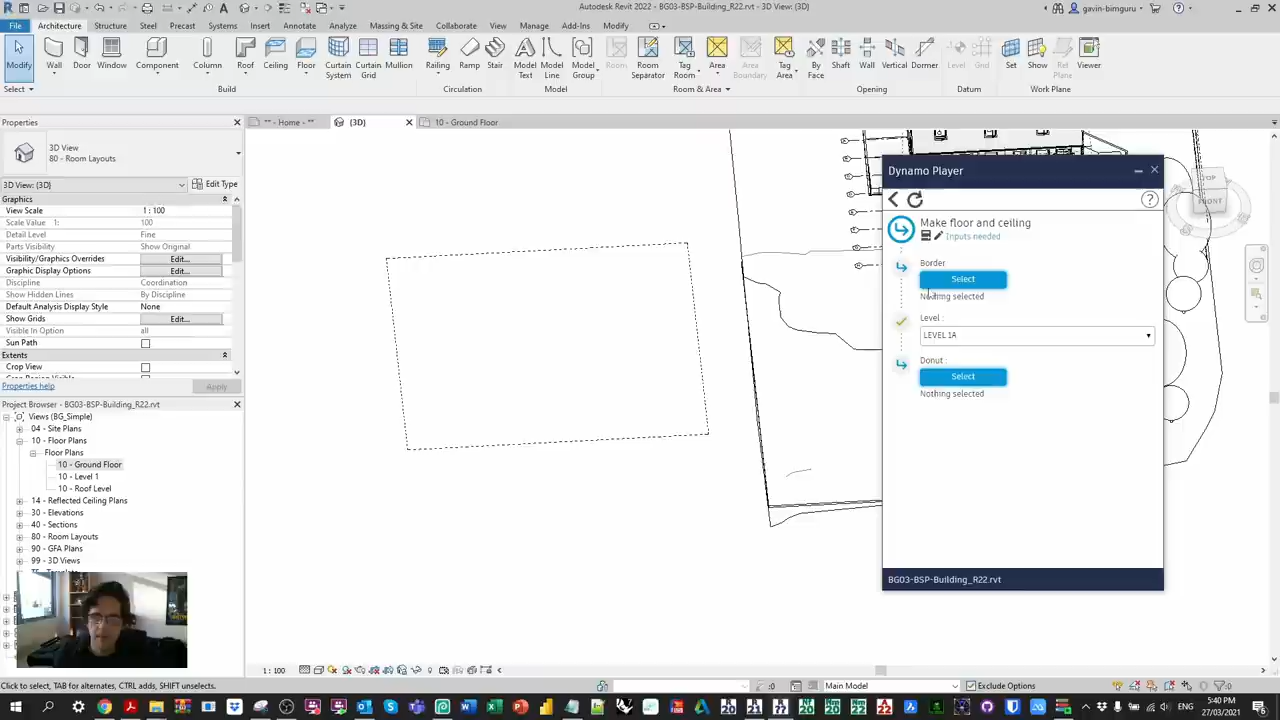 Autodesk Revit 2022 - BG03-BSP-Building_R22.rvt - 3D View: {3D}
gavin-bimguru
File Architecture Structure Steel Precast Systems Insert Annotate Analyze Massing & Site Collaborate View Manage Add-Ins Modify
Modify Wall Door Window Component Column Roof Ceiling Floor Curtain System Curtain Grid Mullion Railing Ramp Stair Model Text Model Line Model Group Room Room Separator Tag Room Area Area Boundary Tag Area By Face Shaft Wall Vertical Dormer Level Grid Set Show Ref Plane Viewer
Select Build Circulation Model Room & Area Opening Datum Work Plane
Properties
** - Home - **
{3D}
10 - Ground Floor
3D View
80 - Room Layouts
3D View: {3D}
Edit Type
Graphics
View Scale 1 : 100
Scale Value 1: 100
Detail Level Fine
Parts Visibility Show Original
Visibility/Graphics Overrides Edit...
Graphic Display Options Edit...
Discipline Coordination
Show Hidden Lines By Discipline
Default Analysis Display Style None
Show Grids Edit...
Visible In Option all
Sun Path
Extents
Crop View
Properties help
Apply
Project Browser - BG03-BSP-Building_R22.rvt
Views (BG_Simple)
04 - Site Plans
10 - Floor Plans
Floor Plans
10 - Ground Floor
10 - Level 1
10 - Roof Level
14 - Reflected Ceiling Plans
30 - Elevations
40 - Sections
80 - Room Layouts
90 - GFA Plans
99 - 3D Views
TOP
FRONT
Dynamo Player
Make floor and ceiling
Inputs needed
Border
Select
Nothing selected
Level :
LEVEL 1A
Donut :
Select
Nothing selected
BG03-BSP-Building_R22.rvt
1 : 100
Click to select, TAB for alternates, CTRL adds, SHIFT unselects.
:0
Main Model
Exclude Options
:0
ENG
5:40 PM
27/03/2021